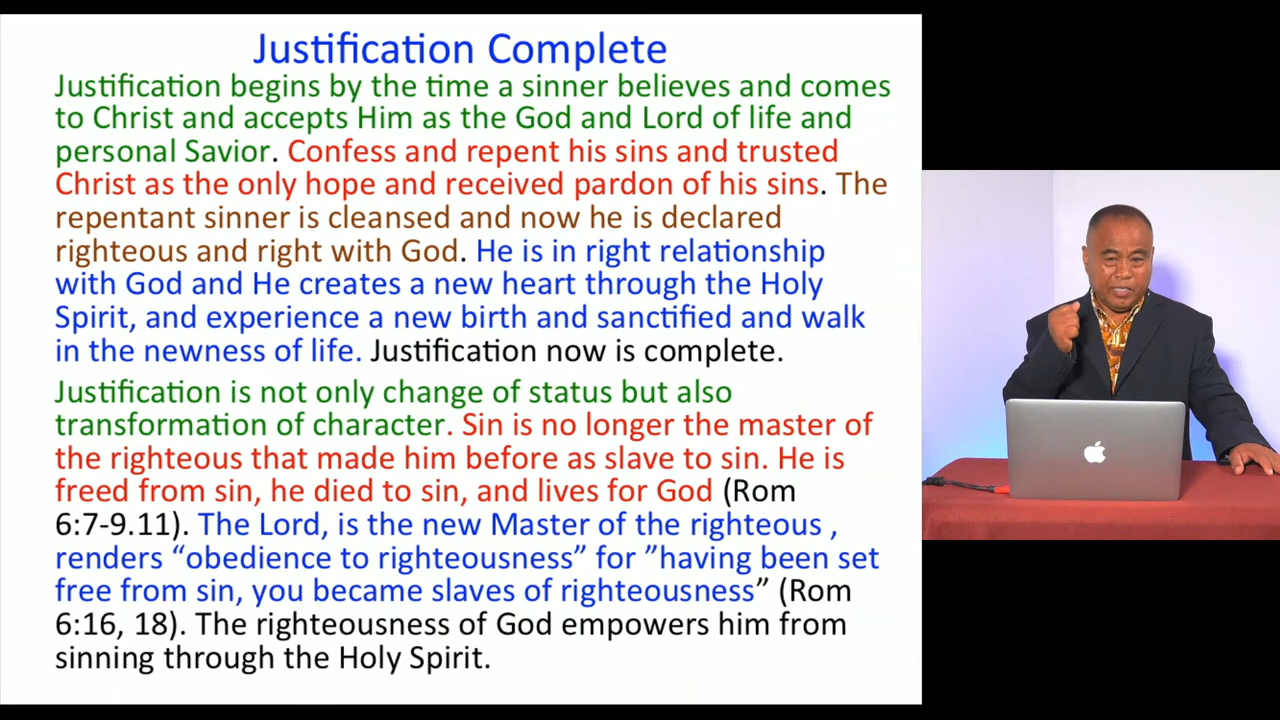 Justification Complete
Justification begins by the time a sinner believes and comes
to Christ and accepts Him as the God and Lord of life and
personal Savior. Confess and repent his sins and trusted
Christ as the only hope and received pardon of his sins. The
repentant sinner is cleansed and now he is declared
righteous and right with God. He is in right relationship
with God and He creates a new heart through the Holy
Spirit, and experience a new birth and sanctified and walk
in the newness of life. Justification now is complete.
Justification is not only change of status but also
transformation of character. Sin is no longer the master of
the righteous that made him before as slave to sin. He is
freed from sin, he died to sin, and lives for God (Rom
6:7-9.11). The Lord, is the new Master of the righteous ,
renders “obedience to righteousness” for ”having been set
free from sin, you became slaves of righteousness” (Rom
6:16, 18). The righteousness of God empowers him from
sinning through the Holy Spirit.